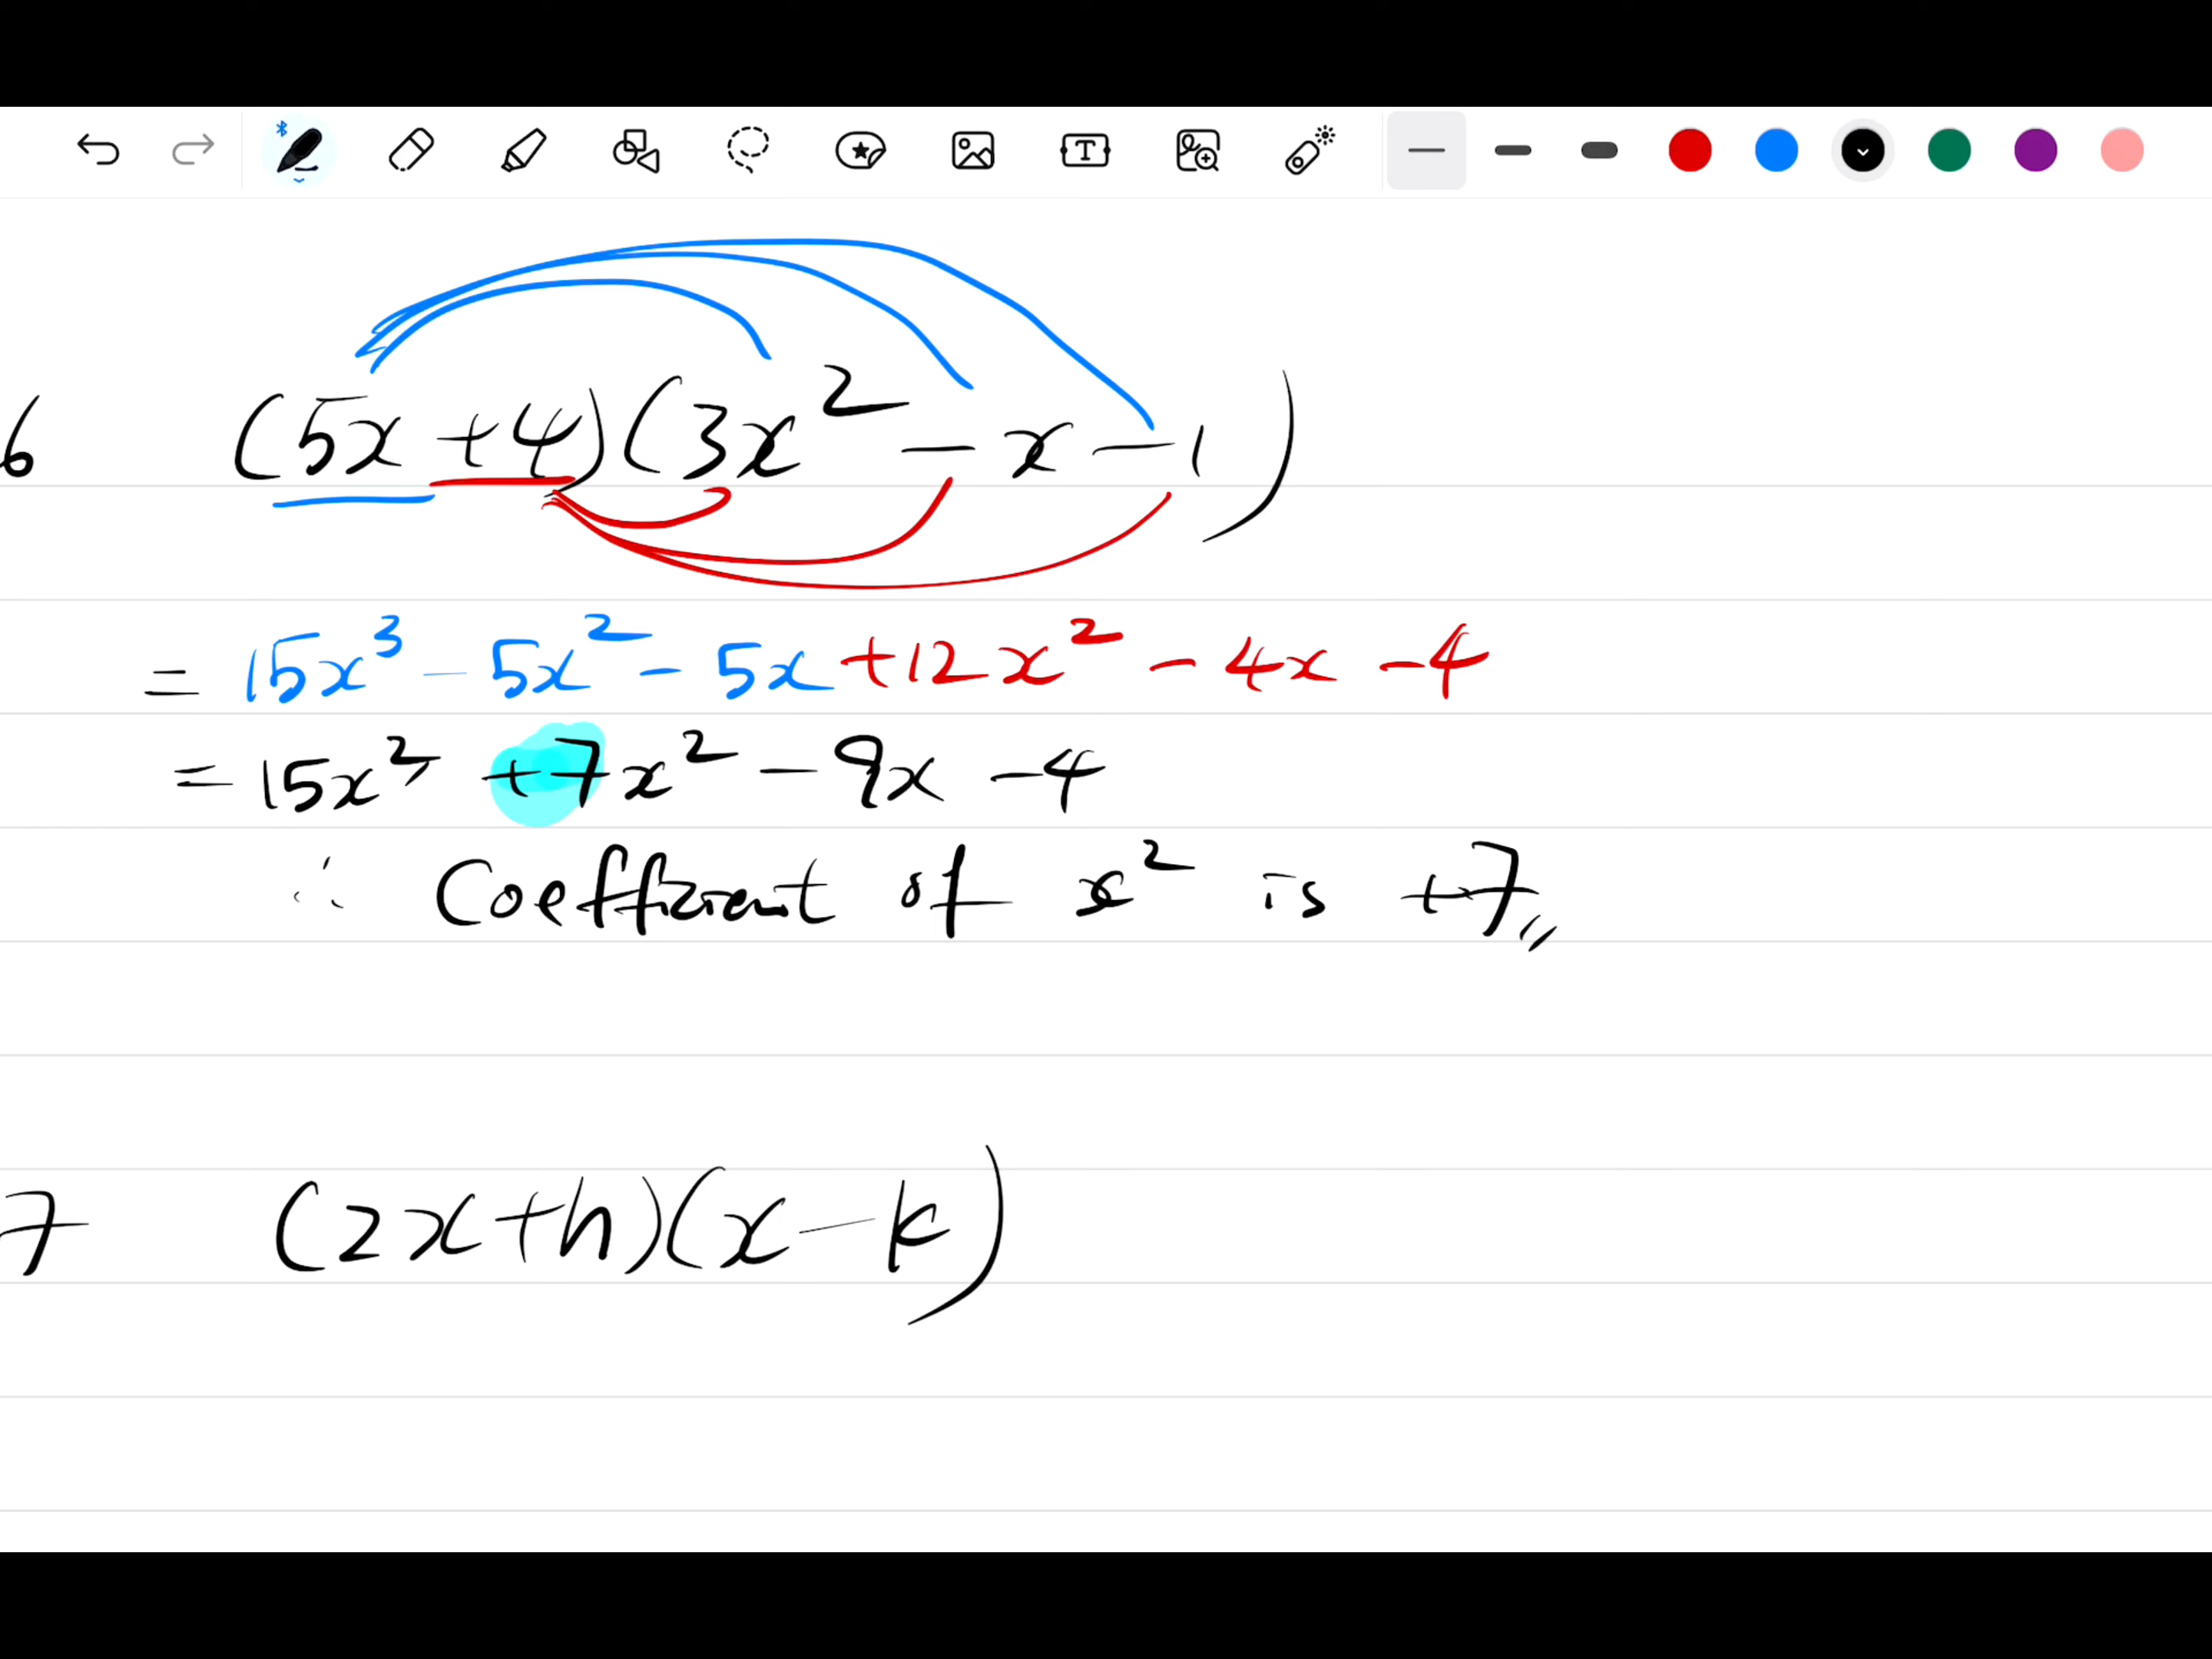 6 (5x+4)(3x² - x - 1)
= 15x³ - 5x² - 5x + 12x² - 4x - 4
= 15x³ + 7x² - 9x - 4
∴ Coefficient of x² is +7
7 (2x+h)(x-k)